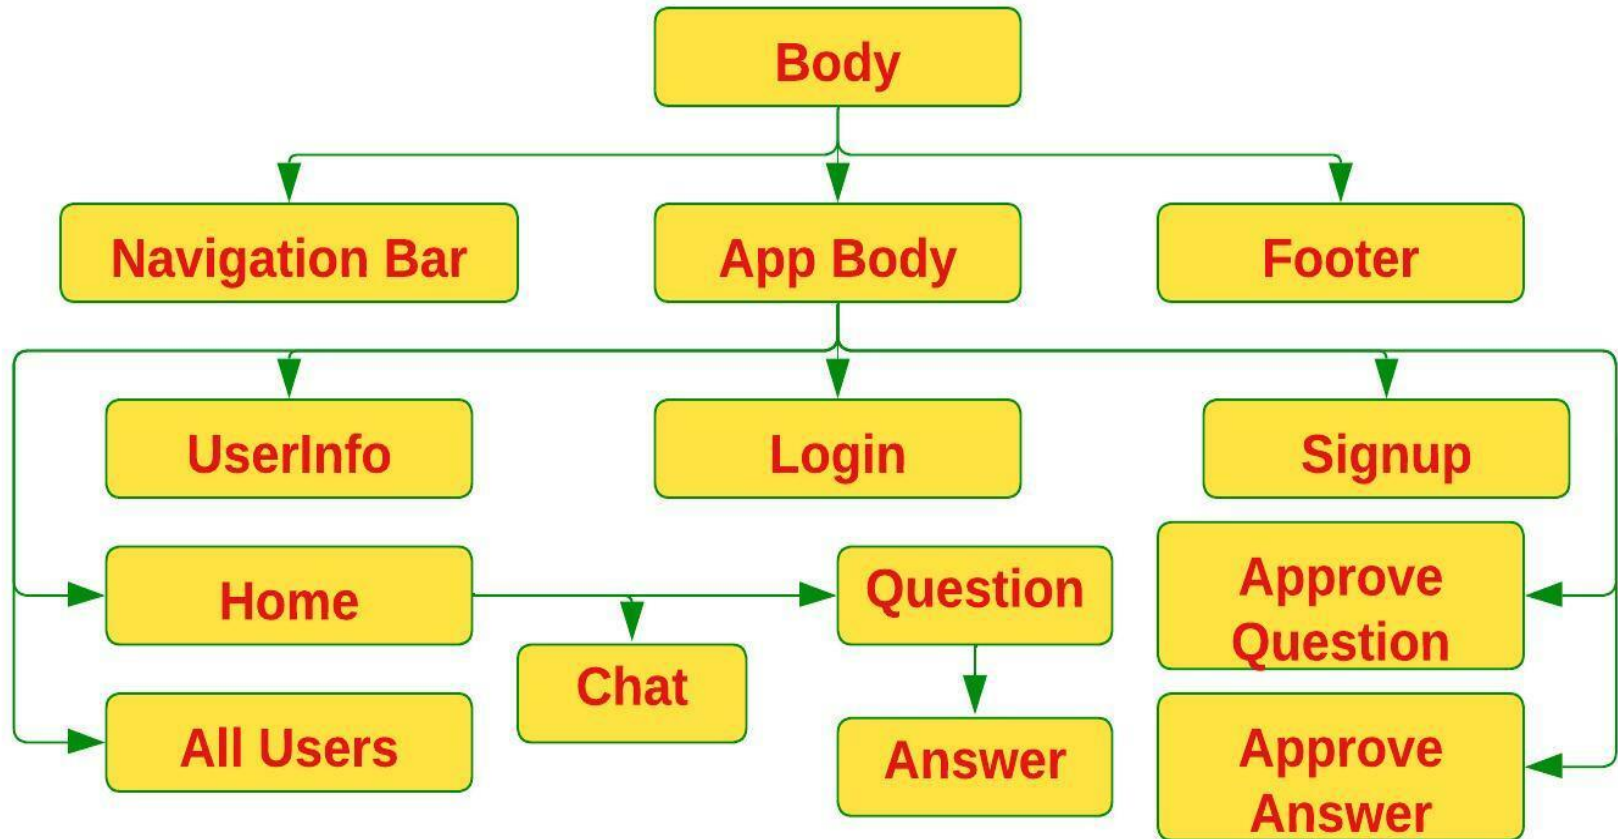 Body
Navigation Bar
App Body
Footer
UserInfo
Login
Signup
Home
Question
Approve
Question
Chat
All Users
Answer
Approve
Answer